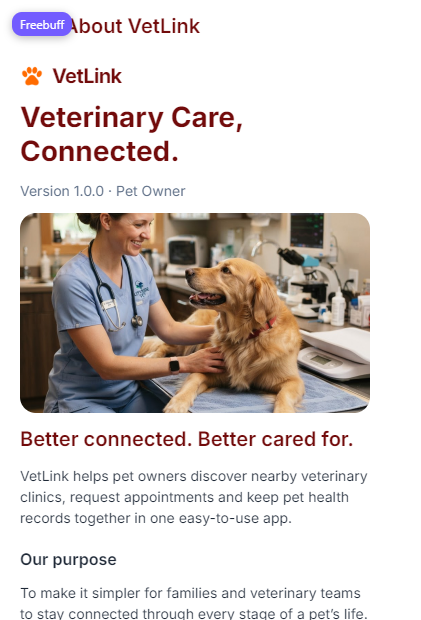 Freebuff
About VetLink
VetLink
Veterinary Care,
Connected.
Version 1.0.0 · Pet Owner
Better connected. Better cared for.
VetLink helps pet owners discover nearby veterinary
clinics, request appointments and keep pet health
records together in one easy-to-use app.
Our purpose
To make it simpler for families and veterinary teams
to stay connected through every stage of a pet’s life.